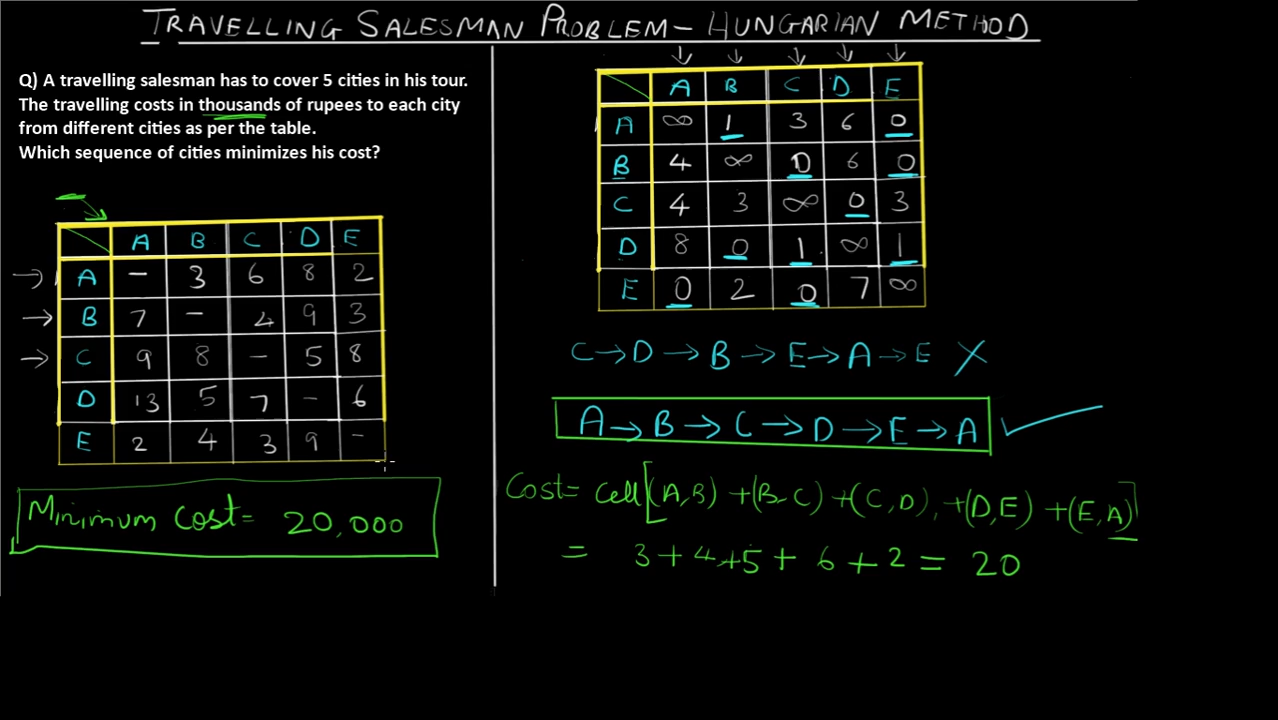 TRAVELLING SALESMAN PROBLEM - HUNGARIAN METHOD
Q) A travelling salesman has to cover 5 cities in his tour.
The travelling costs in thousands of rupees to each city
from different cities as per the table.
Which sequence of cities minimizes his cost?
A B C D E
A - 3 6 8 2
B 7 - 4 9 3
C 9 8 - 5 8
D 13 5 7 - 6
E 2 4 3 9 -
MINIMUM COST= 20,000
A B C D E
A ∞ 1 3 6 0
B 4 ∞ 0 6 0
C 4 3 ∞ 0 3
D 8 0 1 ∞ 1
E 0 2 0 7 ∞
C→D→B→E→A→E X
A→B→C→D→E→A ✓
Cost= Cell[(A,B)+(B,C)+(C,D),+(D,E)+(E,A)]
= 3+4+5+6+2=20